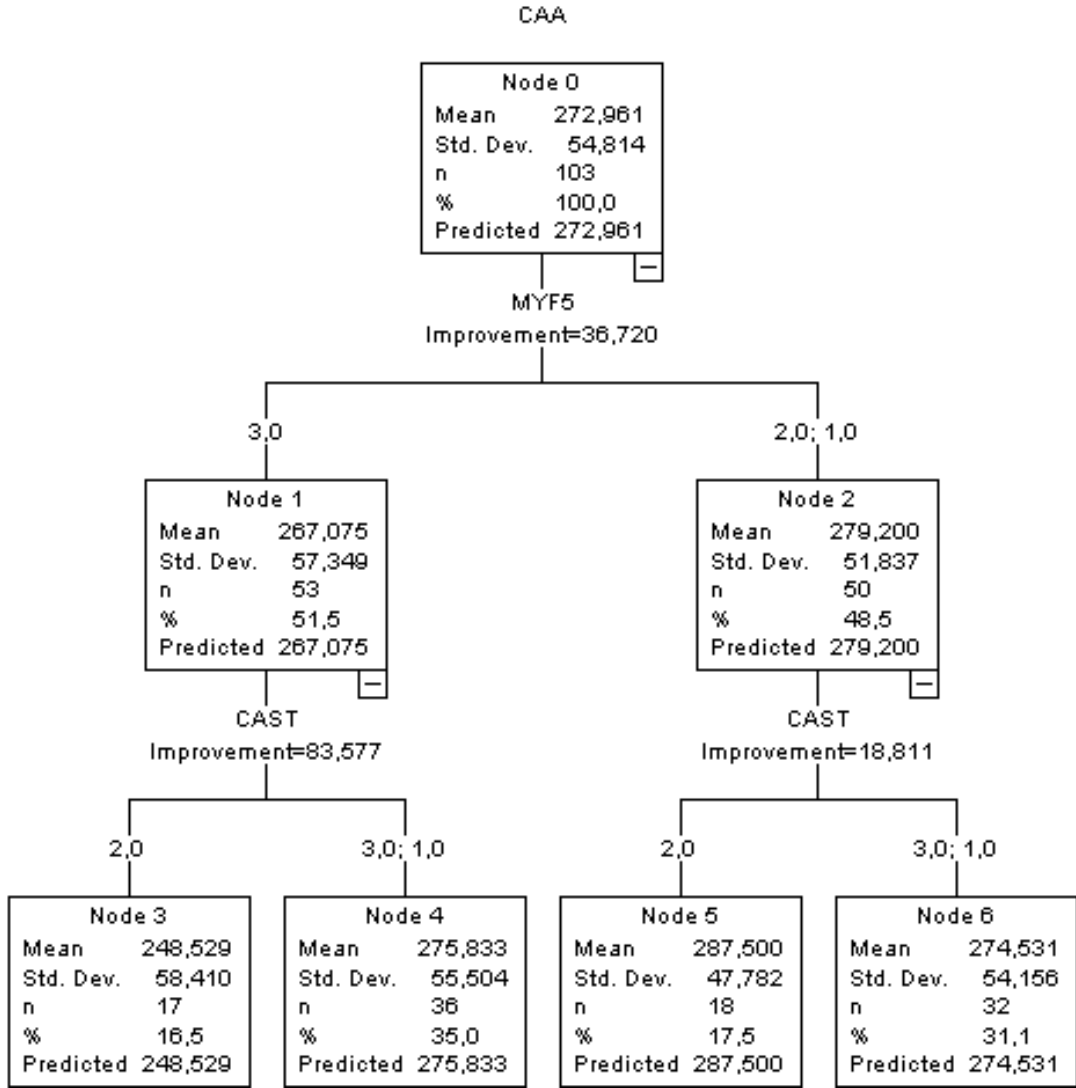 CAA
Node 0
Mean 272,961
Std. Dev. 54,814
n 103
% 100,0
Predicted 272,961
MYF5
Improvement=36,720
3,0
2,0; 1,0
Node 1
Mean 267,075
Std. Dev. 57,349
n 53
% 51,5
Predicted 267,075
Node 2
Mean 279,200
Std. Dev. 51,837
n 50
% 48,5
Predicted 279,200
CAST
Improvement=83,577
CAST
Improvement=18,811
2,0
3,0; 1,0
2,0
3,0; 1,0
Node 3
Mean 248,529
Std. Dev. 58,410
n 17
% 16,5
Predicted 248,529
Node 4
Mean 275,833
Std. Dev. 55,504
n 36
% 35,0
Predicted 275,833
Node 5
Mean 287,500
Std. Dev. 47,782
n 18
% 17,5
Predicted 287,500
Node 6
Mean 274,531
Std. Dev. 54,156
n 32
% 31,1
Predicted 274,531